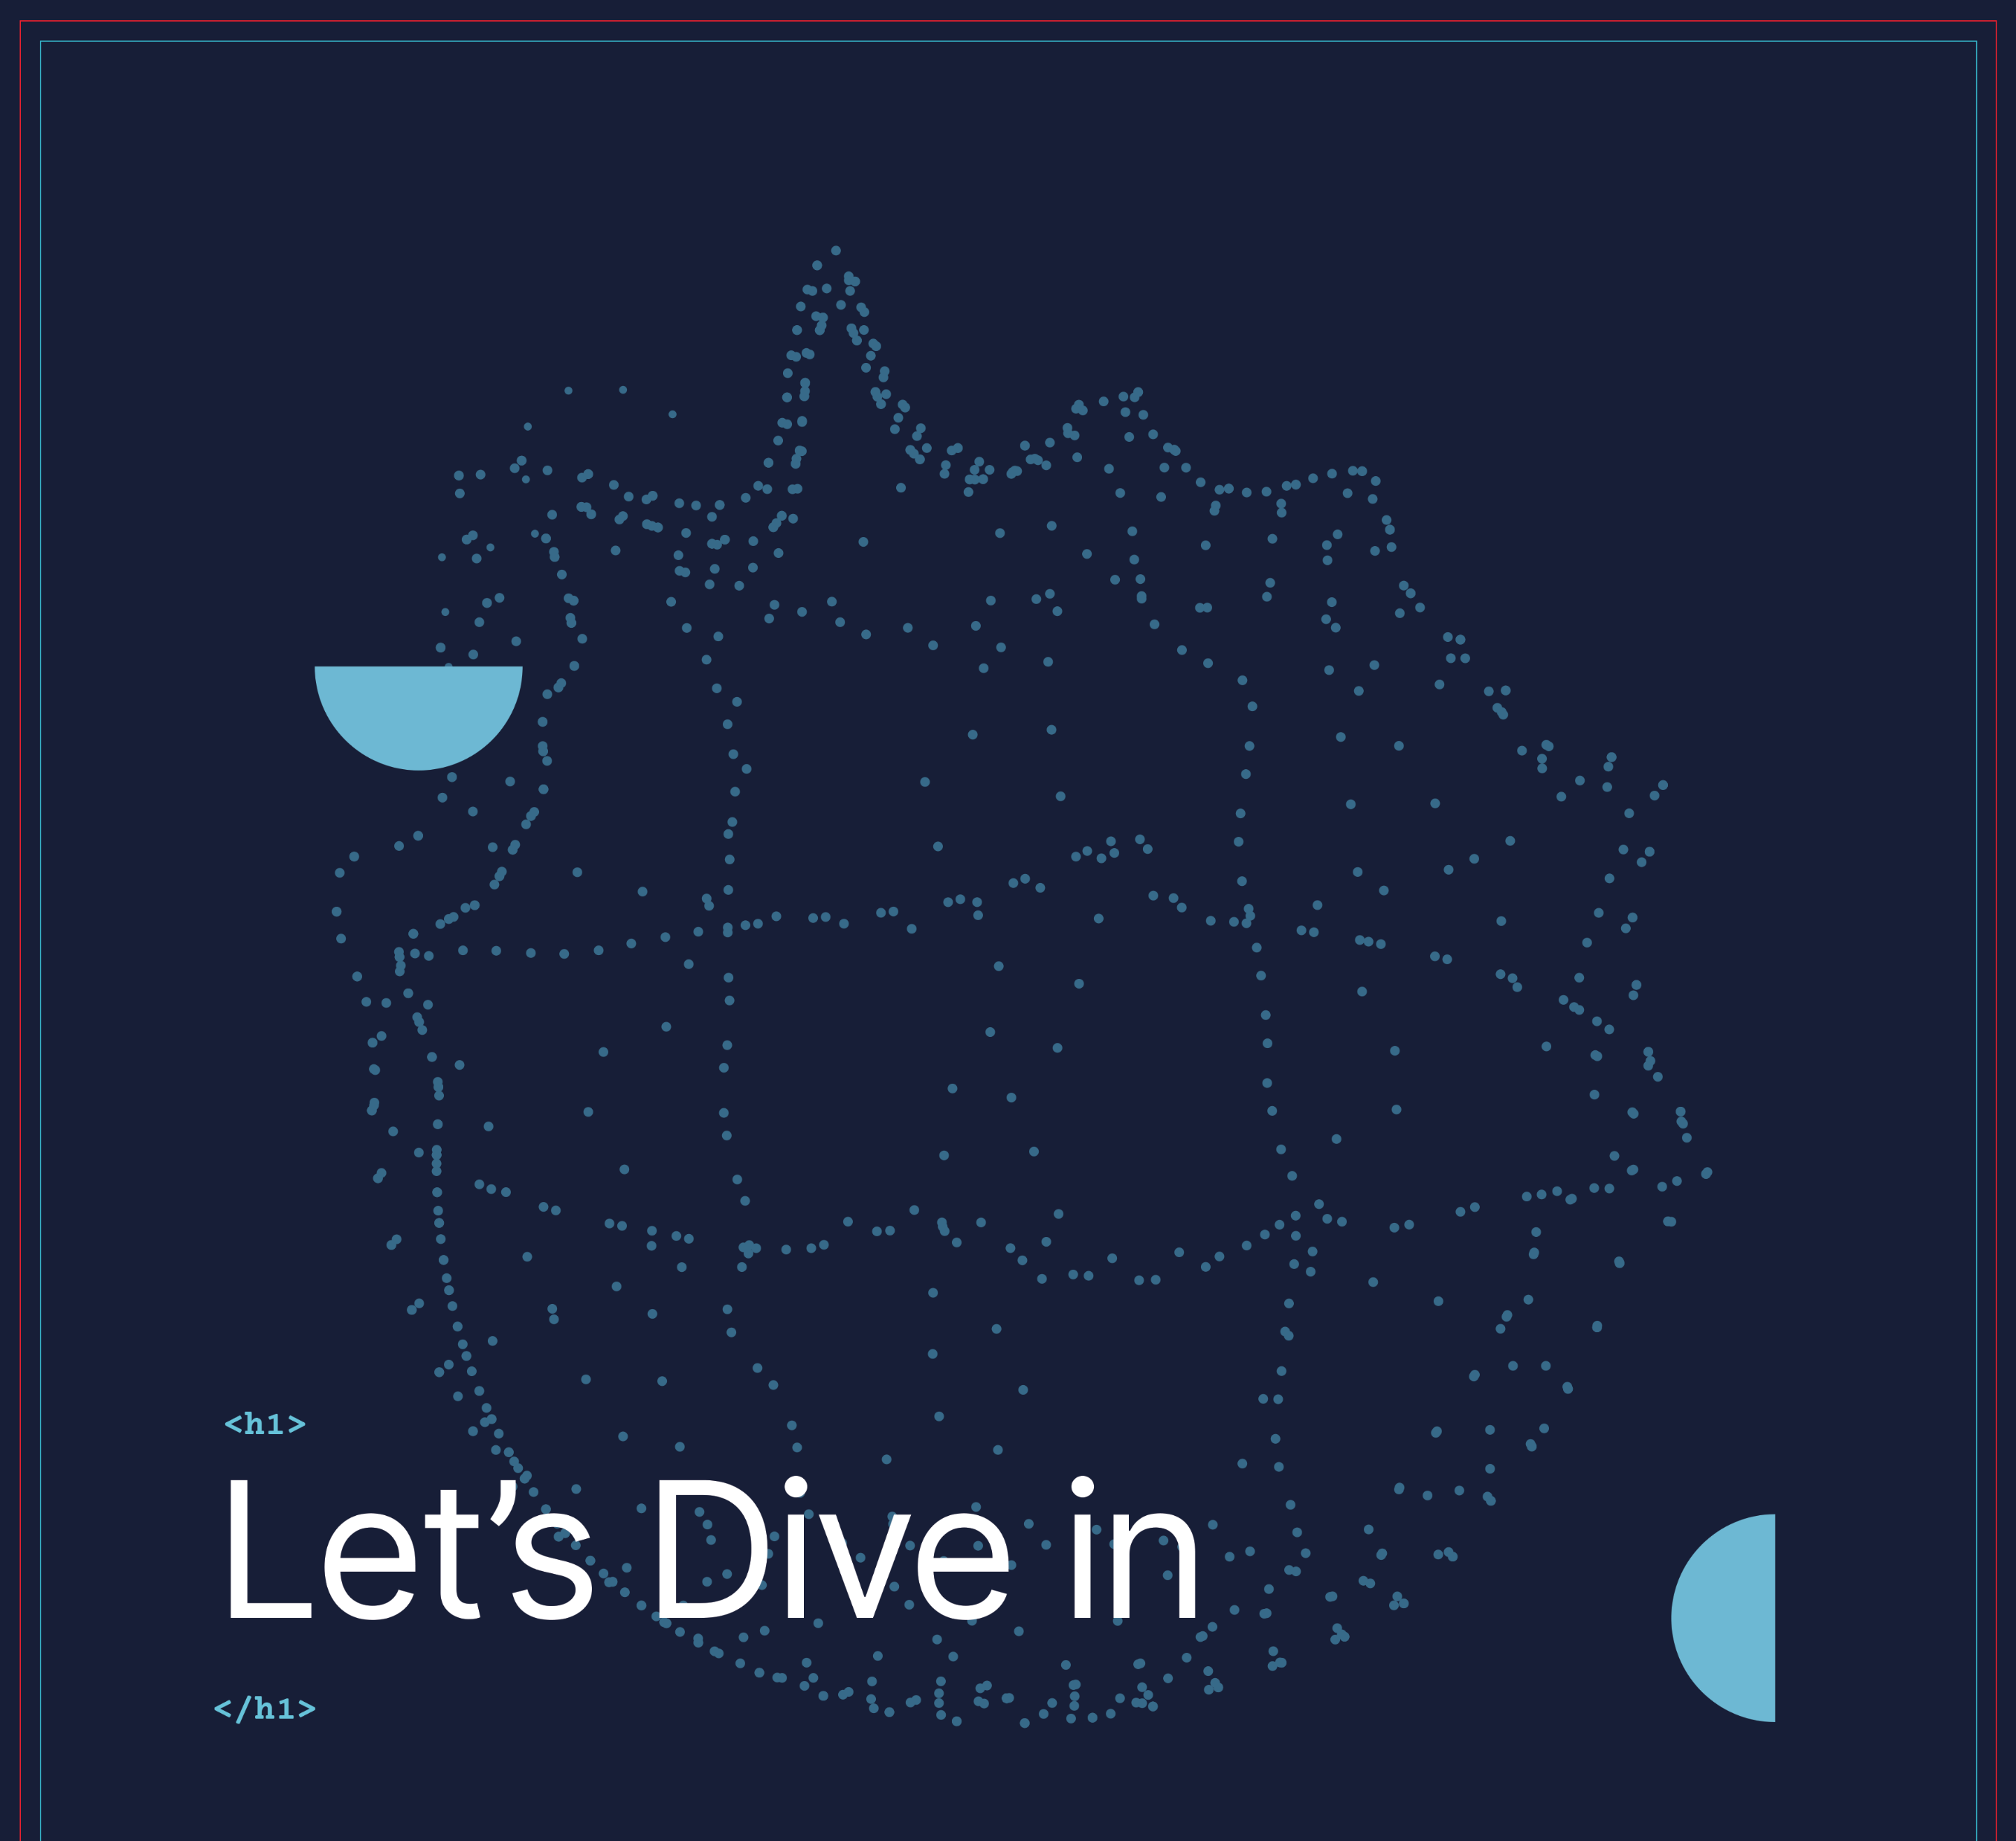 <h1>
Let’s Dive in
</h1>